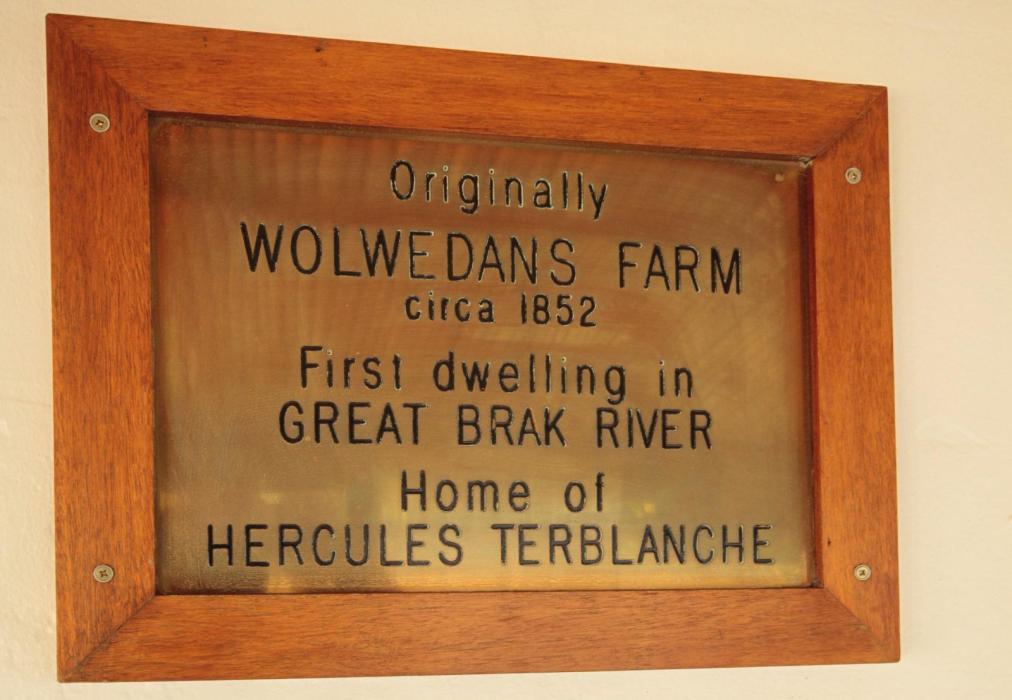 Originally
WOLWEDANS FARM
circa 1852
First dwelling in
GREAT BRAK RIVER
Home of
HERCULES TERBLANCHE